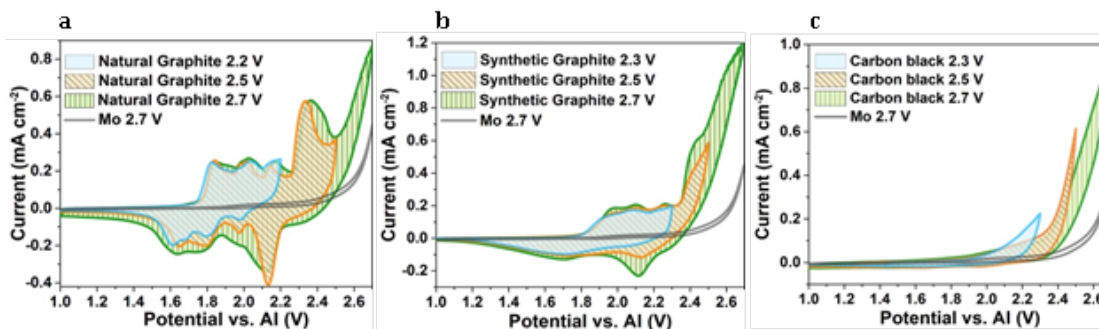 a
Natural Graphite 2.2 V
Natural Graphite 2.5 V
Natural Graphite 2.7 V
Mo 2.7 V
Current (mA cm-2)
0.8
0.4
0.0
-0.2
-0.4
1.0 1.2 1.4 1.6 1.8 2.0 2.2 2.4 2.6
Potential vs. Al (V)
b
Synthetic Graphite 2.3 V
Synthetic Graphite 2.5 V
Synthetic Graphite 2.7 V
Mo 2.7 V
Current (mA cm-2)
1.2
1.0
0.8
0.6
0.4
0.2
0.0
-0.2
1.0 1.2 1.4 1.6 1.8 2.0 2.2 2.4 2.6
Potential vs. Al (V)
c
Carbon black 2.3 V
Carbon black 2.5 V
Carbon black 2.7 V
Mo 2.7 V
Current (mA cm-2)
1.0
0.8
0.6
0.4
0.2
0.0
1.0 1.2 1.4 1.6 1.8 2.0 2.2 2.4 2.6
Potential vs. Al (V)